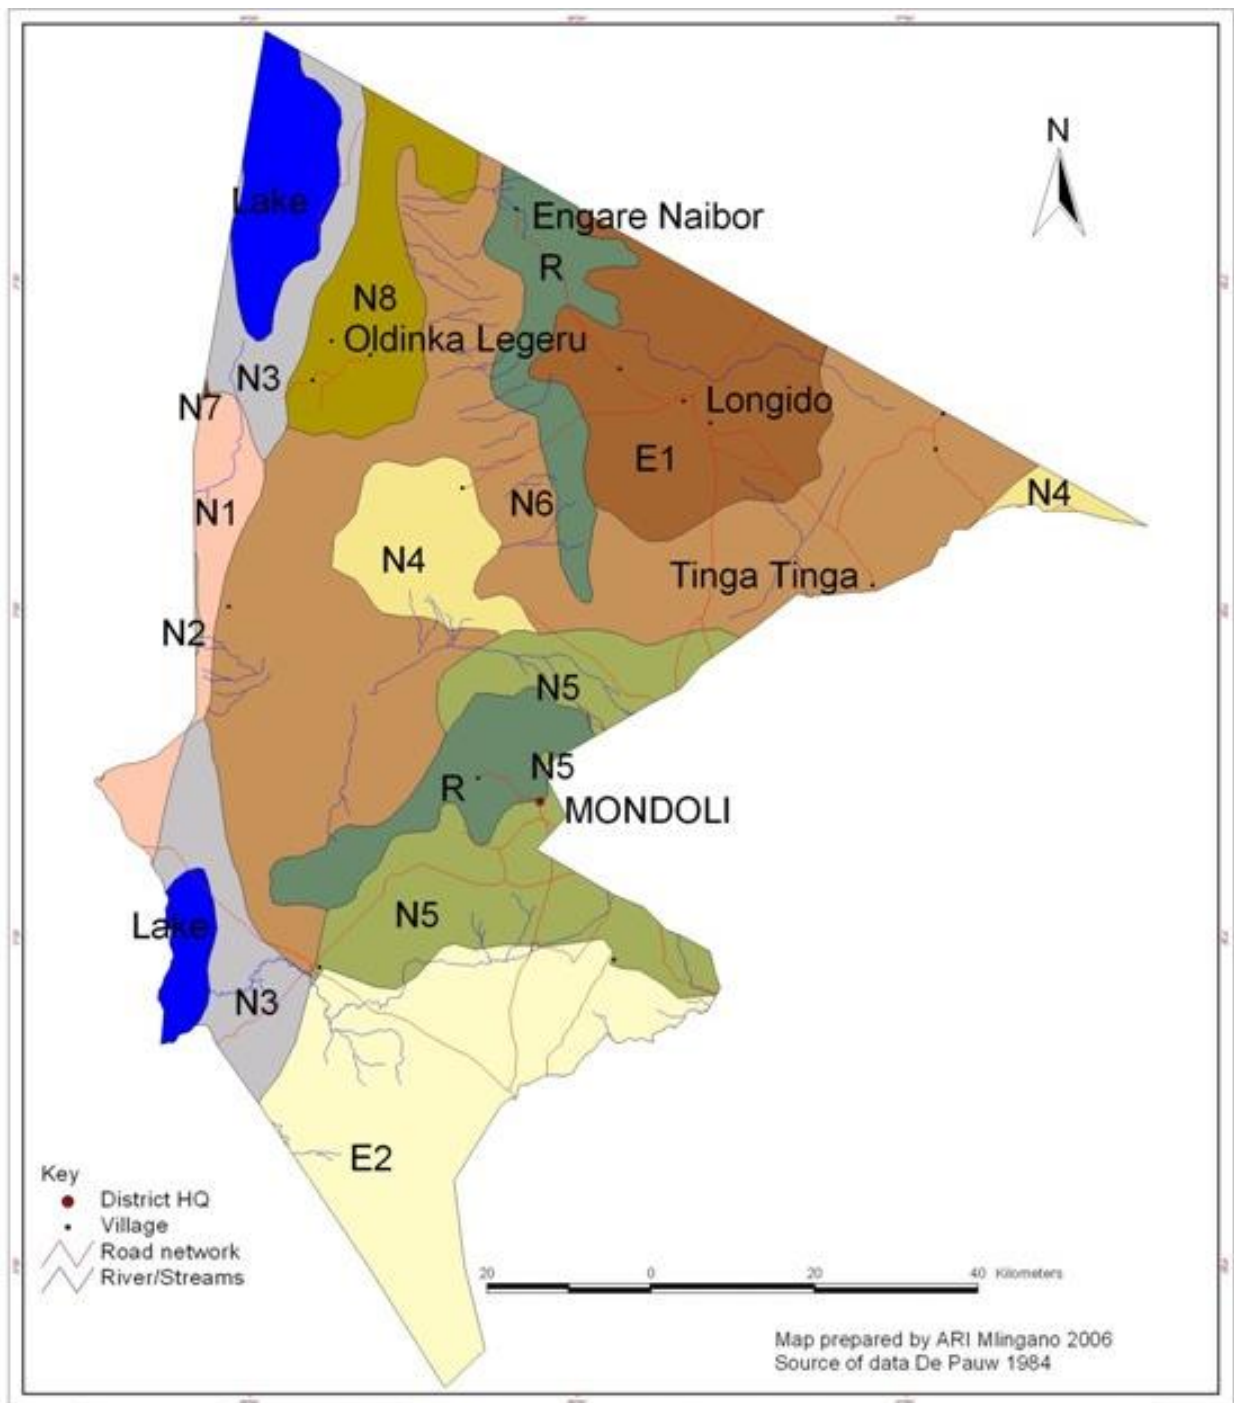 N
Lake
Engare Naibor
R
N8
Oldinka Legeru
N3
N7
Longido
E1
N4
N1
N6
N4
Tinga Tinga
N2
N5
N5
R
MONDOLI
N5
Lake
N3
E2
Key
District HQ
Village
Road network
River/Streams
20 0 20 40 Kilometers
Map prepared by ARI Mlingano 2006
Source of data De Pauw 1984